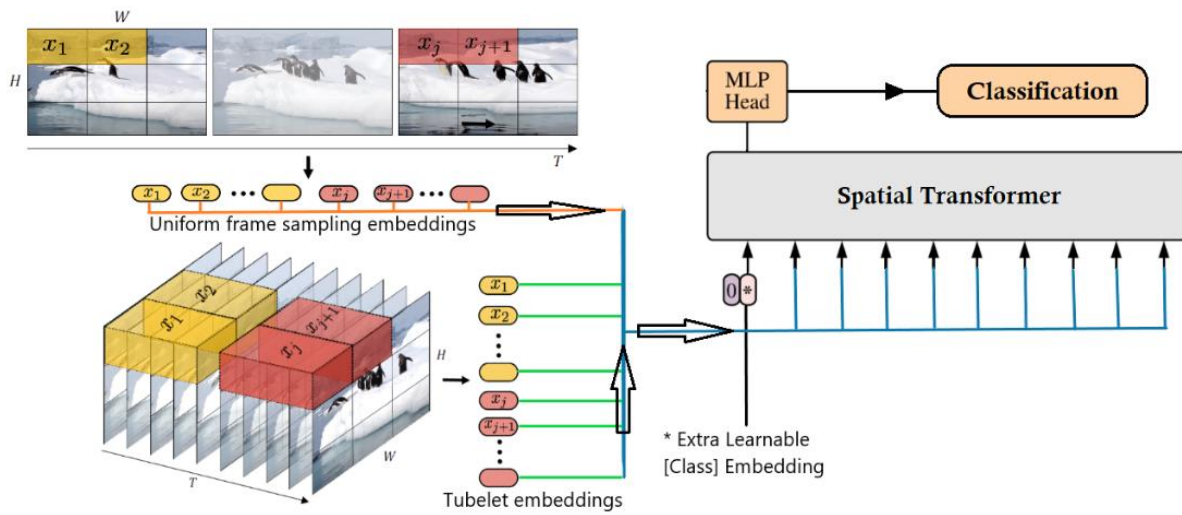 W
x₁ x₂
xⱼ xⱼ₊₁
H
T
x₁ x₂ ••• xⱼ xⱼ₊₁ •••
Uniform frame sampling embeddings
x₂
x₁
xⱼ₊₁
xⱼ
H
W
T
x₁
x₂
xⱼ
xⱼ₊₁
Tubelet embeddings
MLP
Head
Classification
Spatial Transformer
0 *
* Extra Learnable
[Class] Embedding